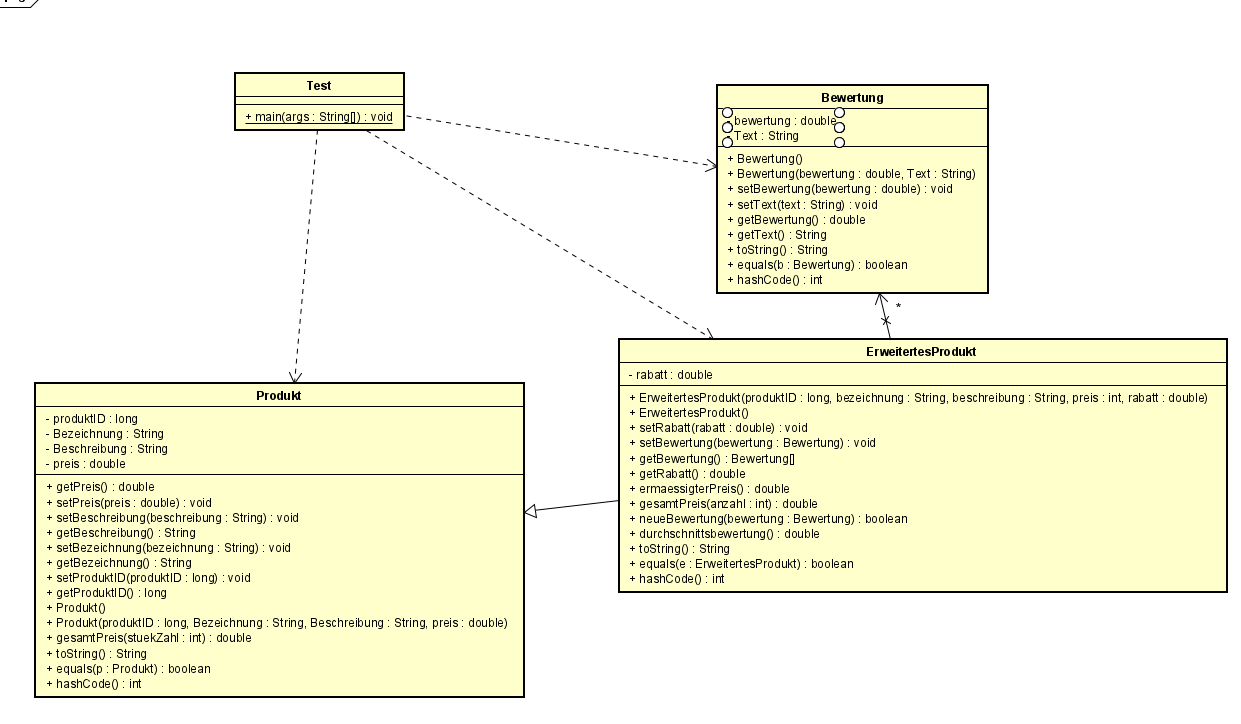 Test
+ main(args : String[]) : void
Bewertung
- bewertung : double
- Text : String
+ Bewertung()
+ Bewertung(bewertung : double, Text : String)
+ setBewertung(bewertung : double) : void
+ setText(text : String) : void
+ getBewertung() : double
+ getText() : String
+ toString() : String
+ equals(b : Bewertung) : boolean
+ hashCode() : int
*
ErweitertesProdukt
- rabatt : double
+ ErweitertesProdukt(produktID : long, bezeichnung : String, beschreibung : String, preis : int, rabatt : double)
+ ErweitertesProdukt()
+ setRabatt(rabatt : double) : void
+ setBewertung(bewertung : Bewertung) : void
+ getBewertung() : Bewertung[]
+ getRabatt() : double
+ ermaessigterPreis() : double
+ gesamtPreis(anzahl : int) : double
+ neueBewertung(bewertung : Bewertung) : boolean
+ durchschnittsbewertung() : double
+ toString() : String
+ equals(e : ErweitertesProdukt) : boolean
+ hashCode() : int
Produkt
- produktID : long
- Bezeichnung : String
- Beschreibung : String
- preis : double
+ getPreis() : double
+ setPreis(preis : double) : void
+ setBeschreibung(beschreibung : String) : void
+ getBeschreibung() : String
+ setBezeichnung(bezeichnung : String) : void
+ getBezeichnung() : String
+ setProduktID(produktID : long) : void
+ getProduktID() : long
+ Produkt()
+ Produkt(produktID : long, Bezeichnung : String, Beschreibung : String, preis : double)
+ gesamtPreis(stuekZahl : int) : double
+ toString() : String
+ equals(p : Produkt) : boolean
+ hashCode() : int